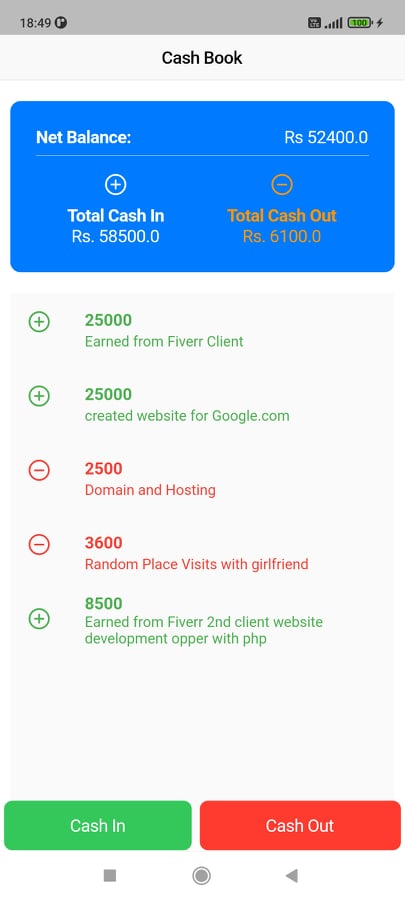 18:49
100
Cash Book
Net Balance: Rs 52400.0
Total Cash In Total Cash Out
Rs. 58500.0 Rs. 6100.0
25000
Earned from Fiverr Client
25000
created website for Google.com
2500
Domain and Hosting
3600
Random Place Visits with girlfriend
8500
Earned from Fiverr 2nd client website
development opper with php
Cash In Cash Out